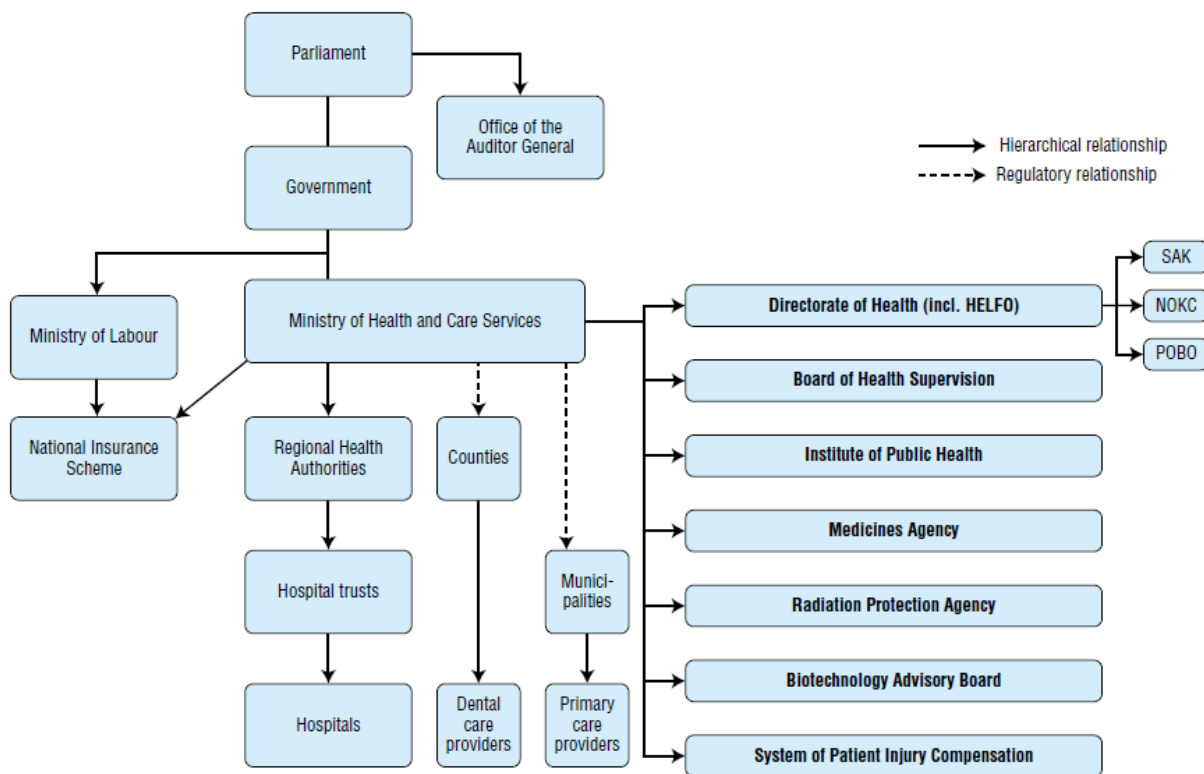 Parliament
Office of the
Auditor General
Hierarchical relationship
Regulatory relationship
Government
SAK
Directorate of Health (incl. HELFO)
NOKC
Ministry of Labour
Ministry of Health and Care Services
POBO
Board of Health Supervision
National Insurance
Scheme
Regional Health
Authorities
Counties
Institute of Public Health
Medicines Agency
Hospital trusts
Munici-
palities
Radiation Protection Agency
Biotechnology Advisory Board
Hospitals
Dental
care
providers
Primary
care
providers
System of Patient Injury Compensation